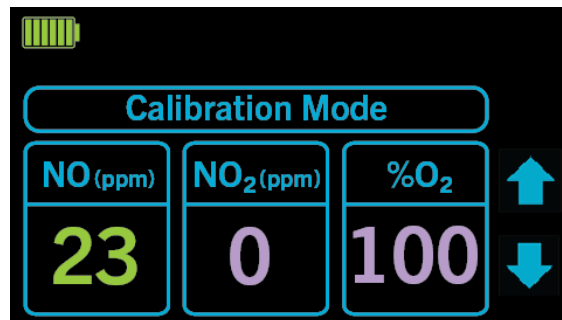 Calibration Mode
NO (ppm) NO₂ (ppm) %O₂
23 0 100